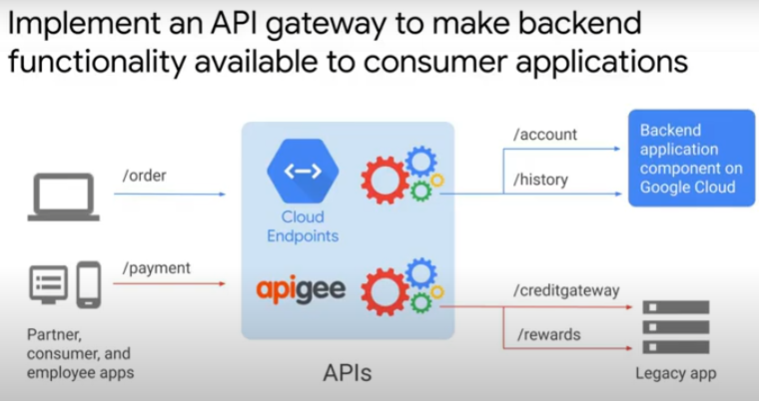 Implement an API gateway to make backend
functionality available to consumer applications
/order
/payment
Partner,
consumer, and
employee apps
Cloud
Endpoints
apigee
APIs
/account
/history
Backend
application
component on
Google Cloud
/creditgateway
/rewards
Legacy app